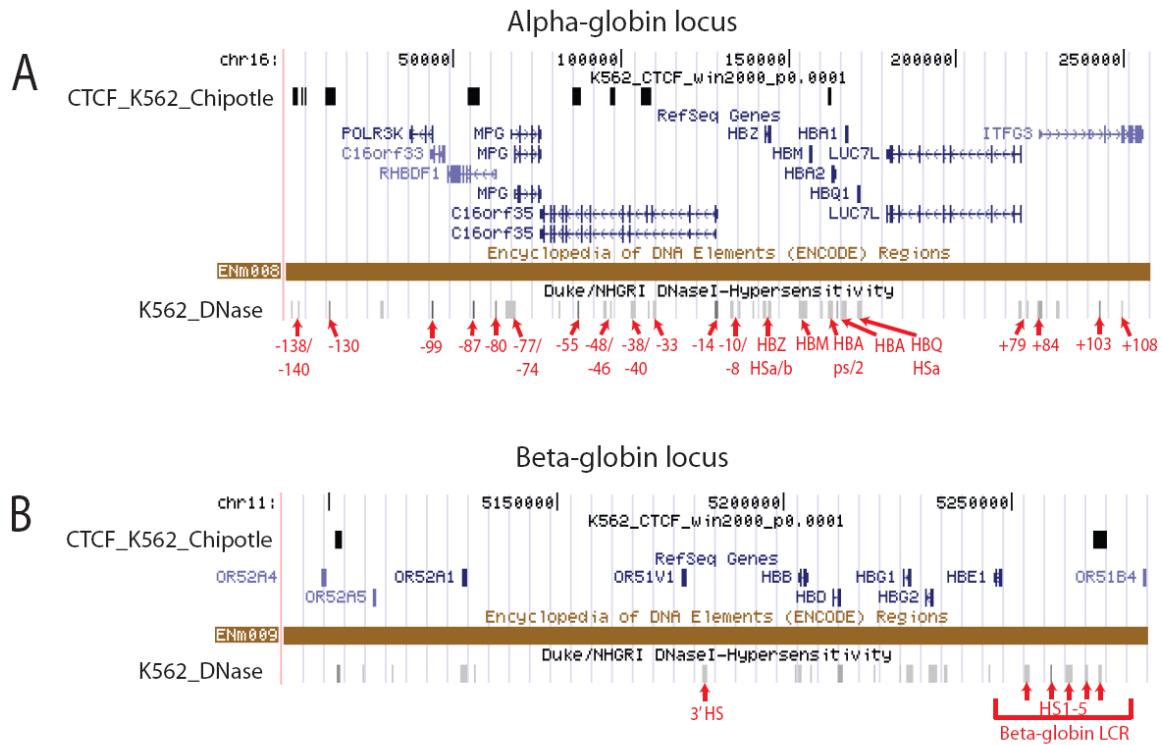 Alpha-globin locus
A
chr16: 50000 100000 150000 200000 250000
K562_CTCF_win2000_p0.0001
CTCF_K562_Chipotle
RefSeq Genes
POLR3K MPG HBZ HBA1 ITFG3
C16orf33 MPG HBM LUC7L
RHBDF1 HBA2
MPG HBQ1
C16orf35 LUC7L
C16orf35
Encyclopedia of DNA Elements (ENCODE) Regions
ENm008
Duke/NHGRI DNaseI-Hypersensitivity
K562_DNase
-138/ -130 -99 -87 -80 -77/ -55 -48/ -38/ -33 -14 -10/ HBZ HBM HBA HBA HBQ +79 +84 +103 +108
-140 -74 -46 -40 -8 HSa/b ps/2 HSa
Beta-globin locus
B
chr11: 5150000 5200000 5250000
K562_CTCF_win2000_p0.0001
CTCF_K562_Chipotle
RefSeq Genes
OR52A4 OR52A1 OR51V1 HBB HBG1 HBE1 OR51B4
OR52A5 HBD HBG2
Encyclopedia of DNA Elements (ENCODE) Regions
ENm009
Duke/NHGRI DNaseI-Hypersensitivity
K562_DNase
3' HS HS1-5
Beta-globin LCR